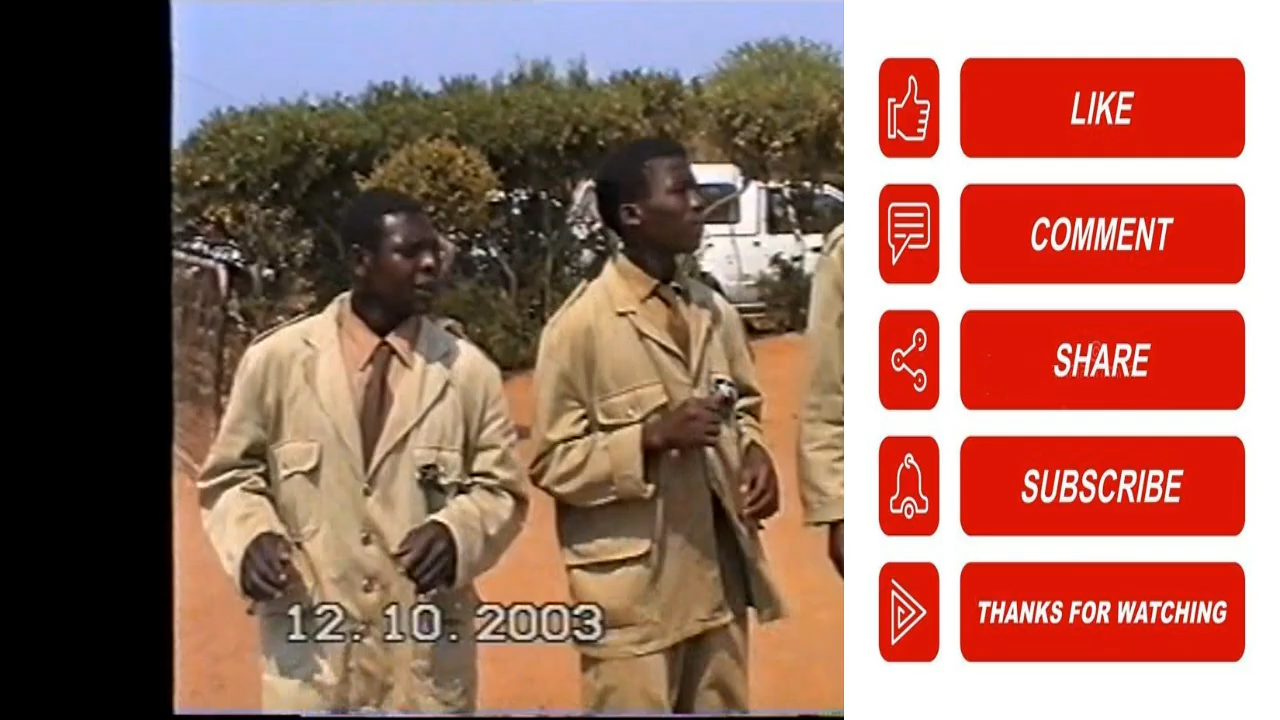 12. 10. 2003
LIKE
COMMENT
SHARE
SUBSCRIBE
THANKS FOR WATCHING